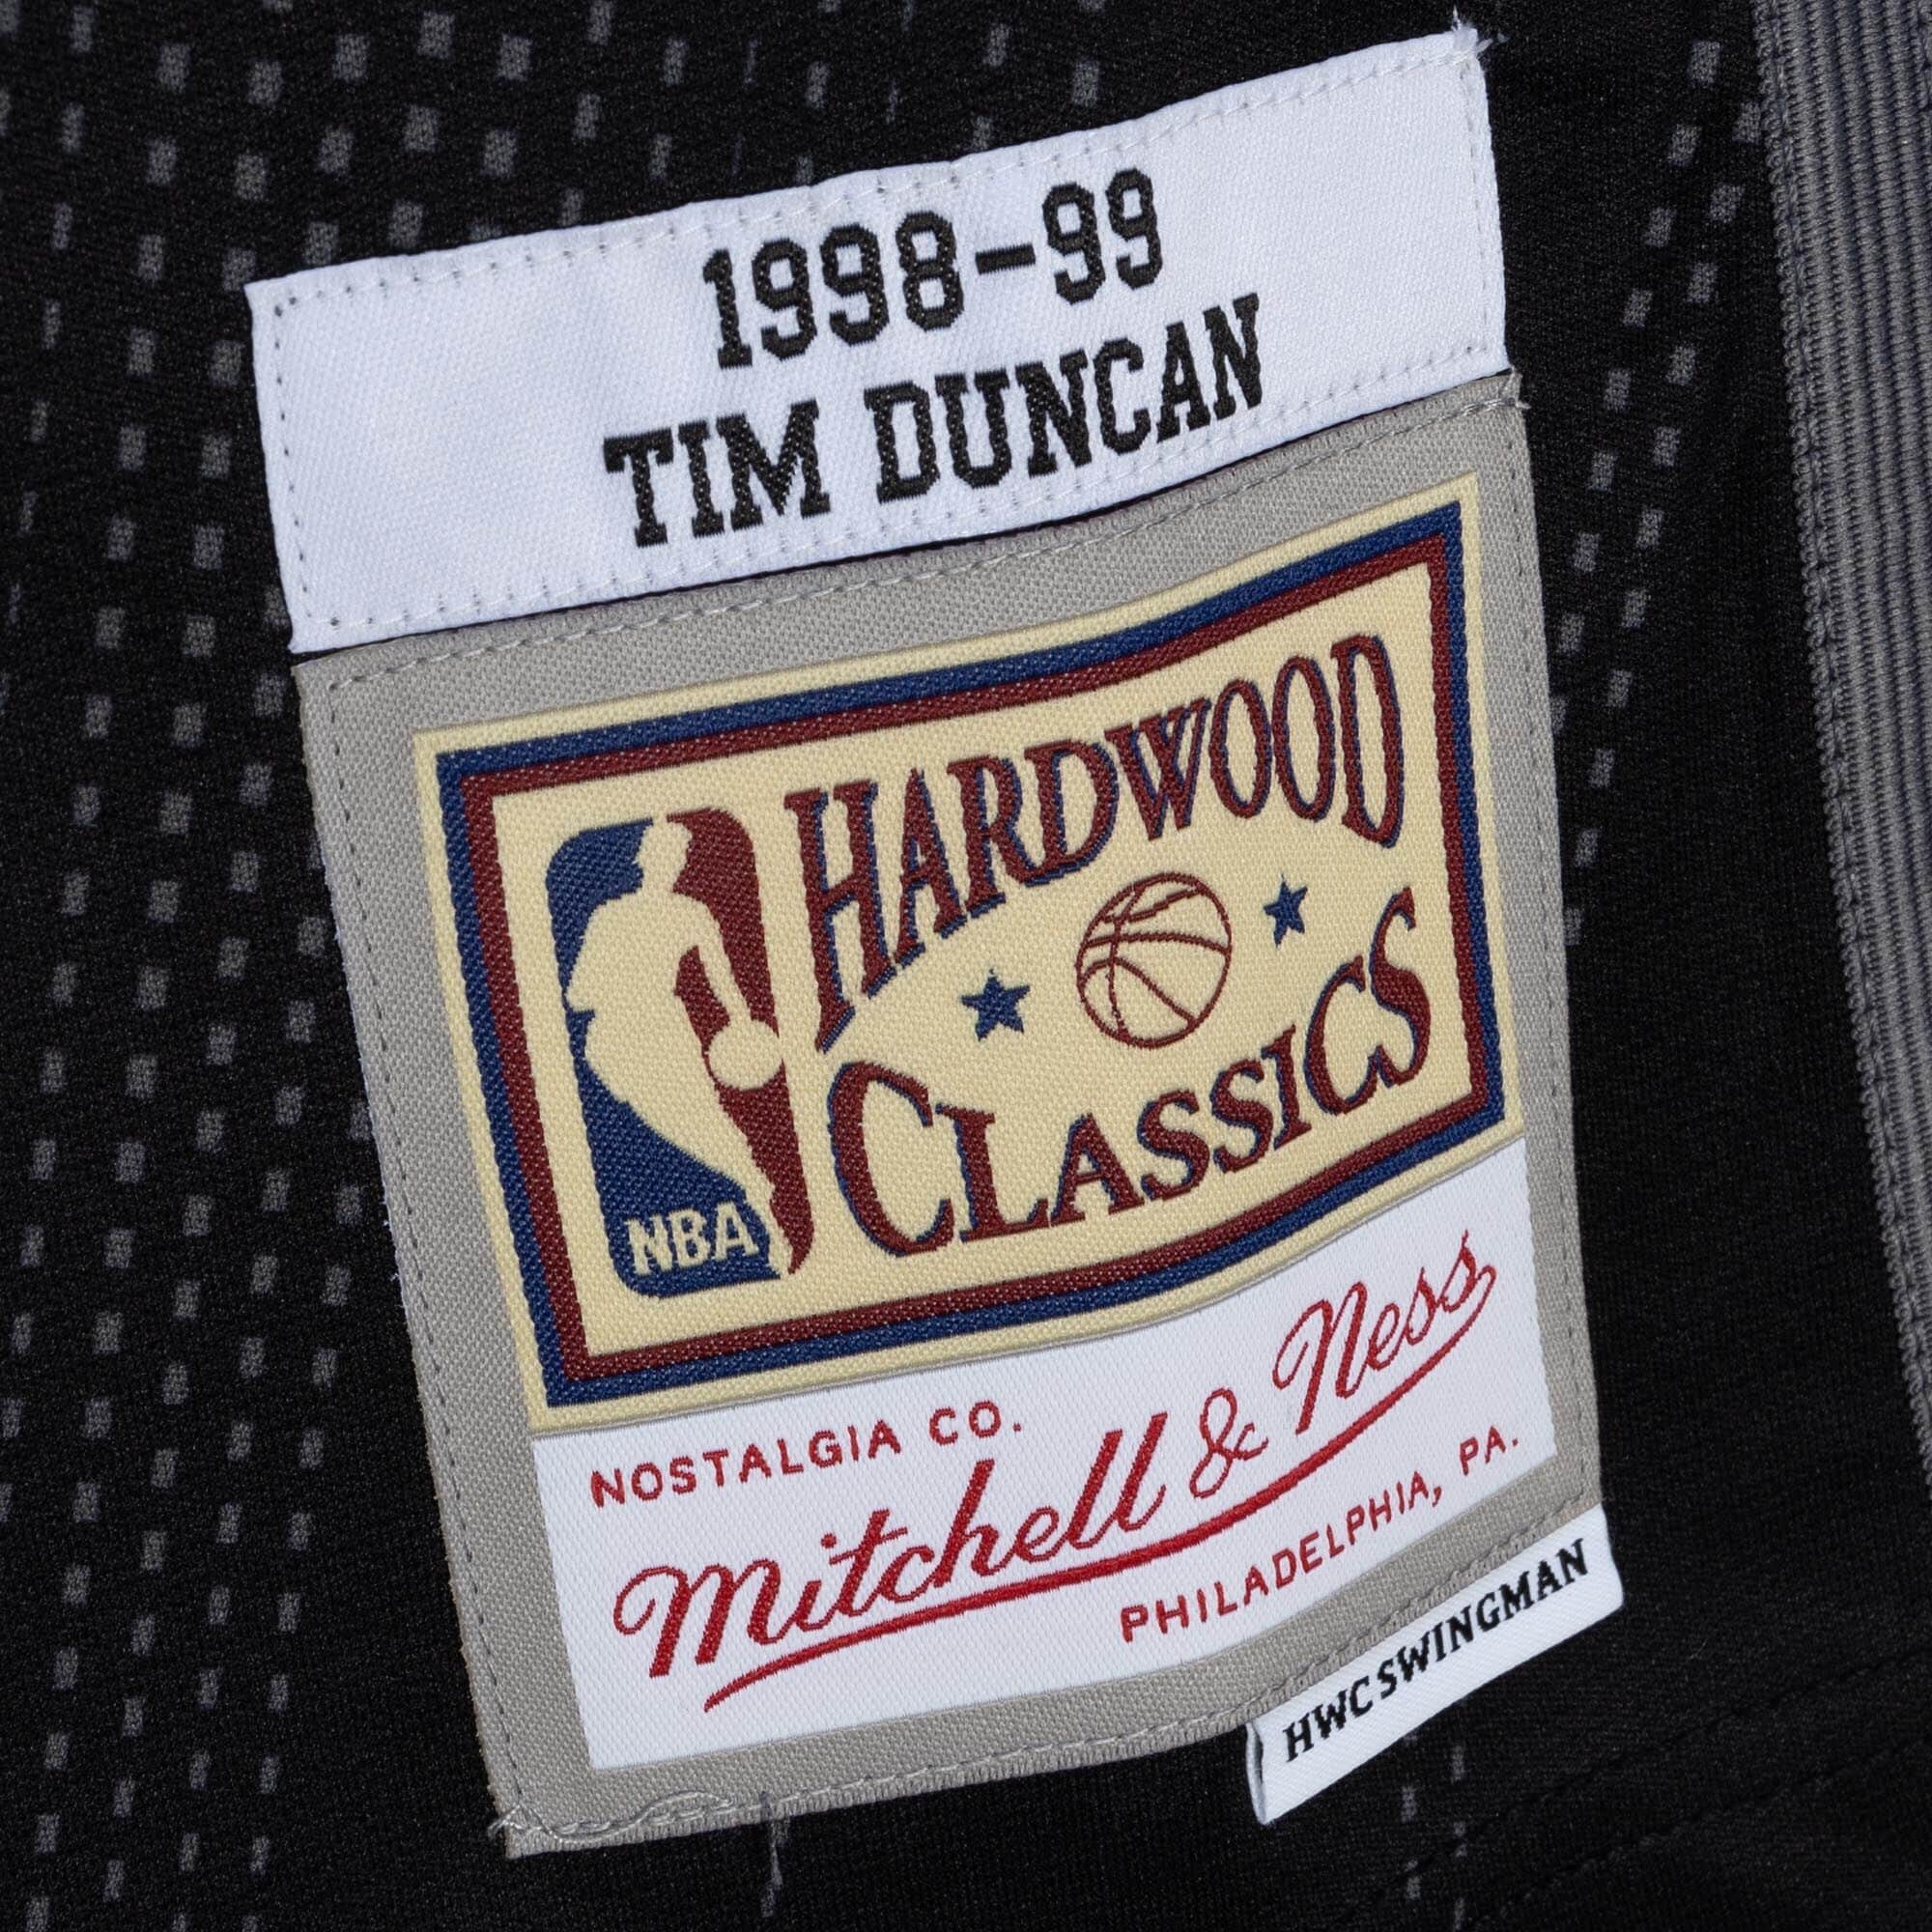 1998-99
TIM DUNCAN
HARDWOOD
CLASSICS
NBA
NOSTALGIA CO.
Mitchell & Ness
PHILADELPHIA, PA.
HWC SWINGMAN